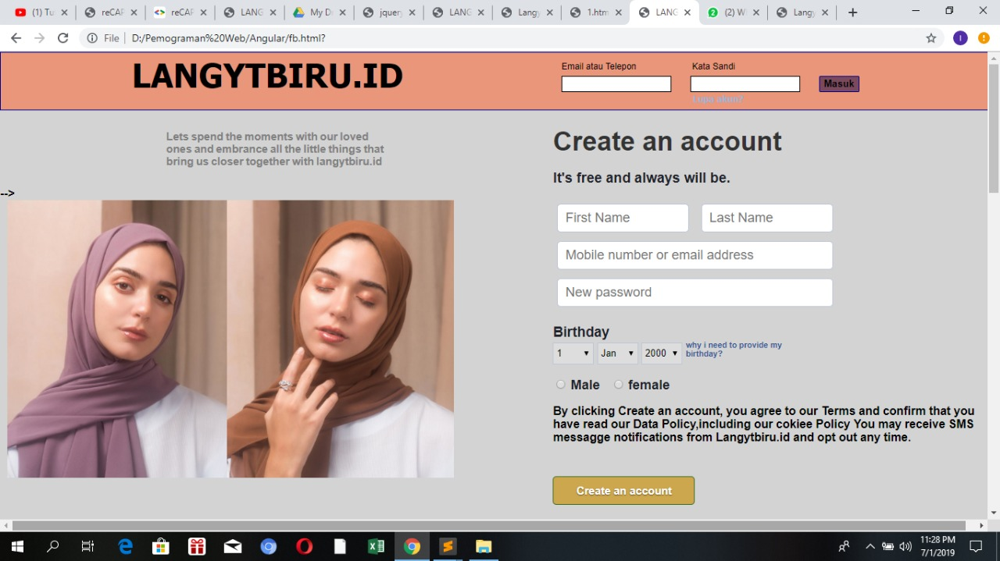 (1) Tu
reCAP
reCAP
LANG
My D
jquery
LANG
Langy
1.htm
LANG
(2) W
Langy
File
D:/Pemograman%20Web/Angular/fb.html?
LANGYTBIRU.ID
Email atau Telepon
Kata Sandi
Masuk
Lupa akun?
Lets spend the moments with our loved
ones and embrance all the little things that
bring us closer together with langytbiru.id
-->
Create an account
It's free and always will be.
First Name
Last Name
Mobile number or email address
New password
Birthday
1
Jan
2000
why i need to provide my
birthday?
Male
female
By clicking Create an account, you agree to our Terms and confirm that you
have read our Data Policy,including our cokiee Policy You may receive SMS
messagge notifications from Langytbiru.id and opt out any time.
Create an account
11:28 PM
7/1/2019